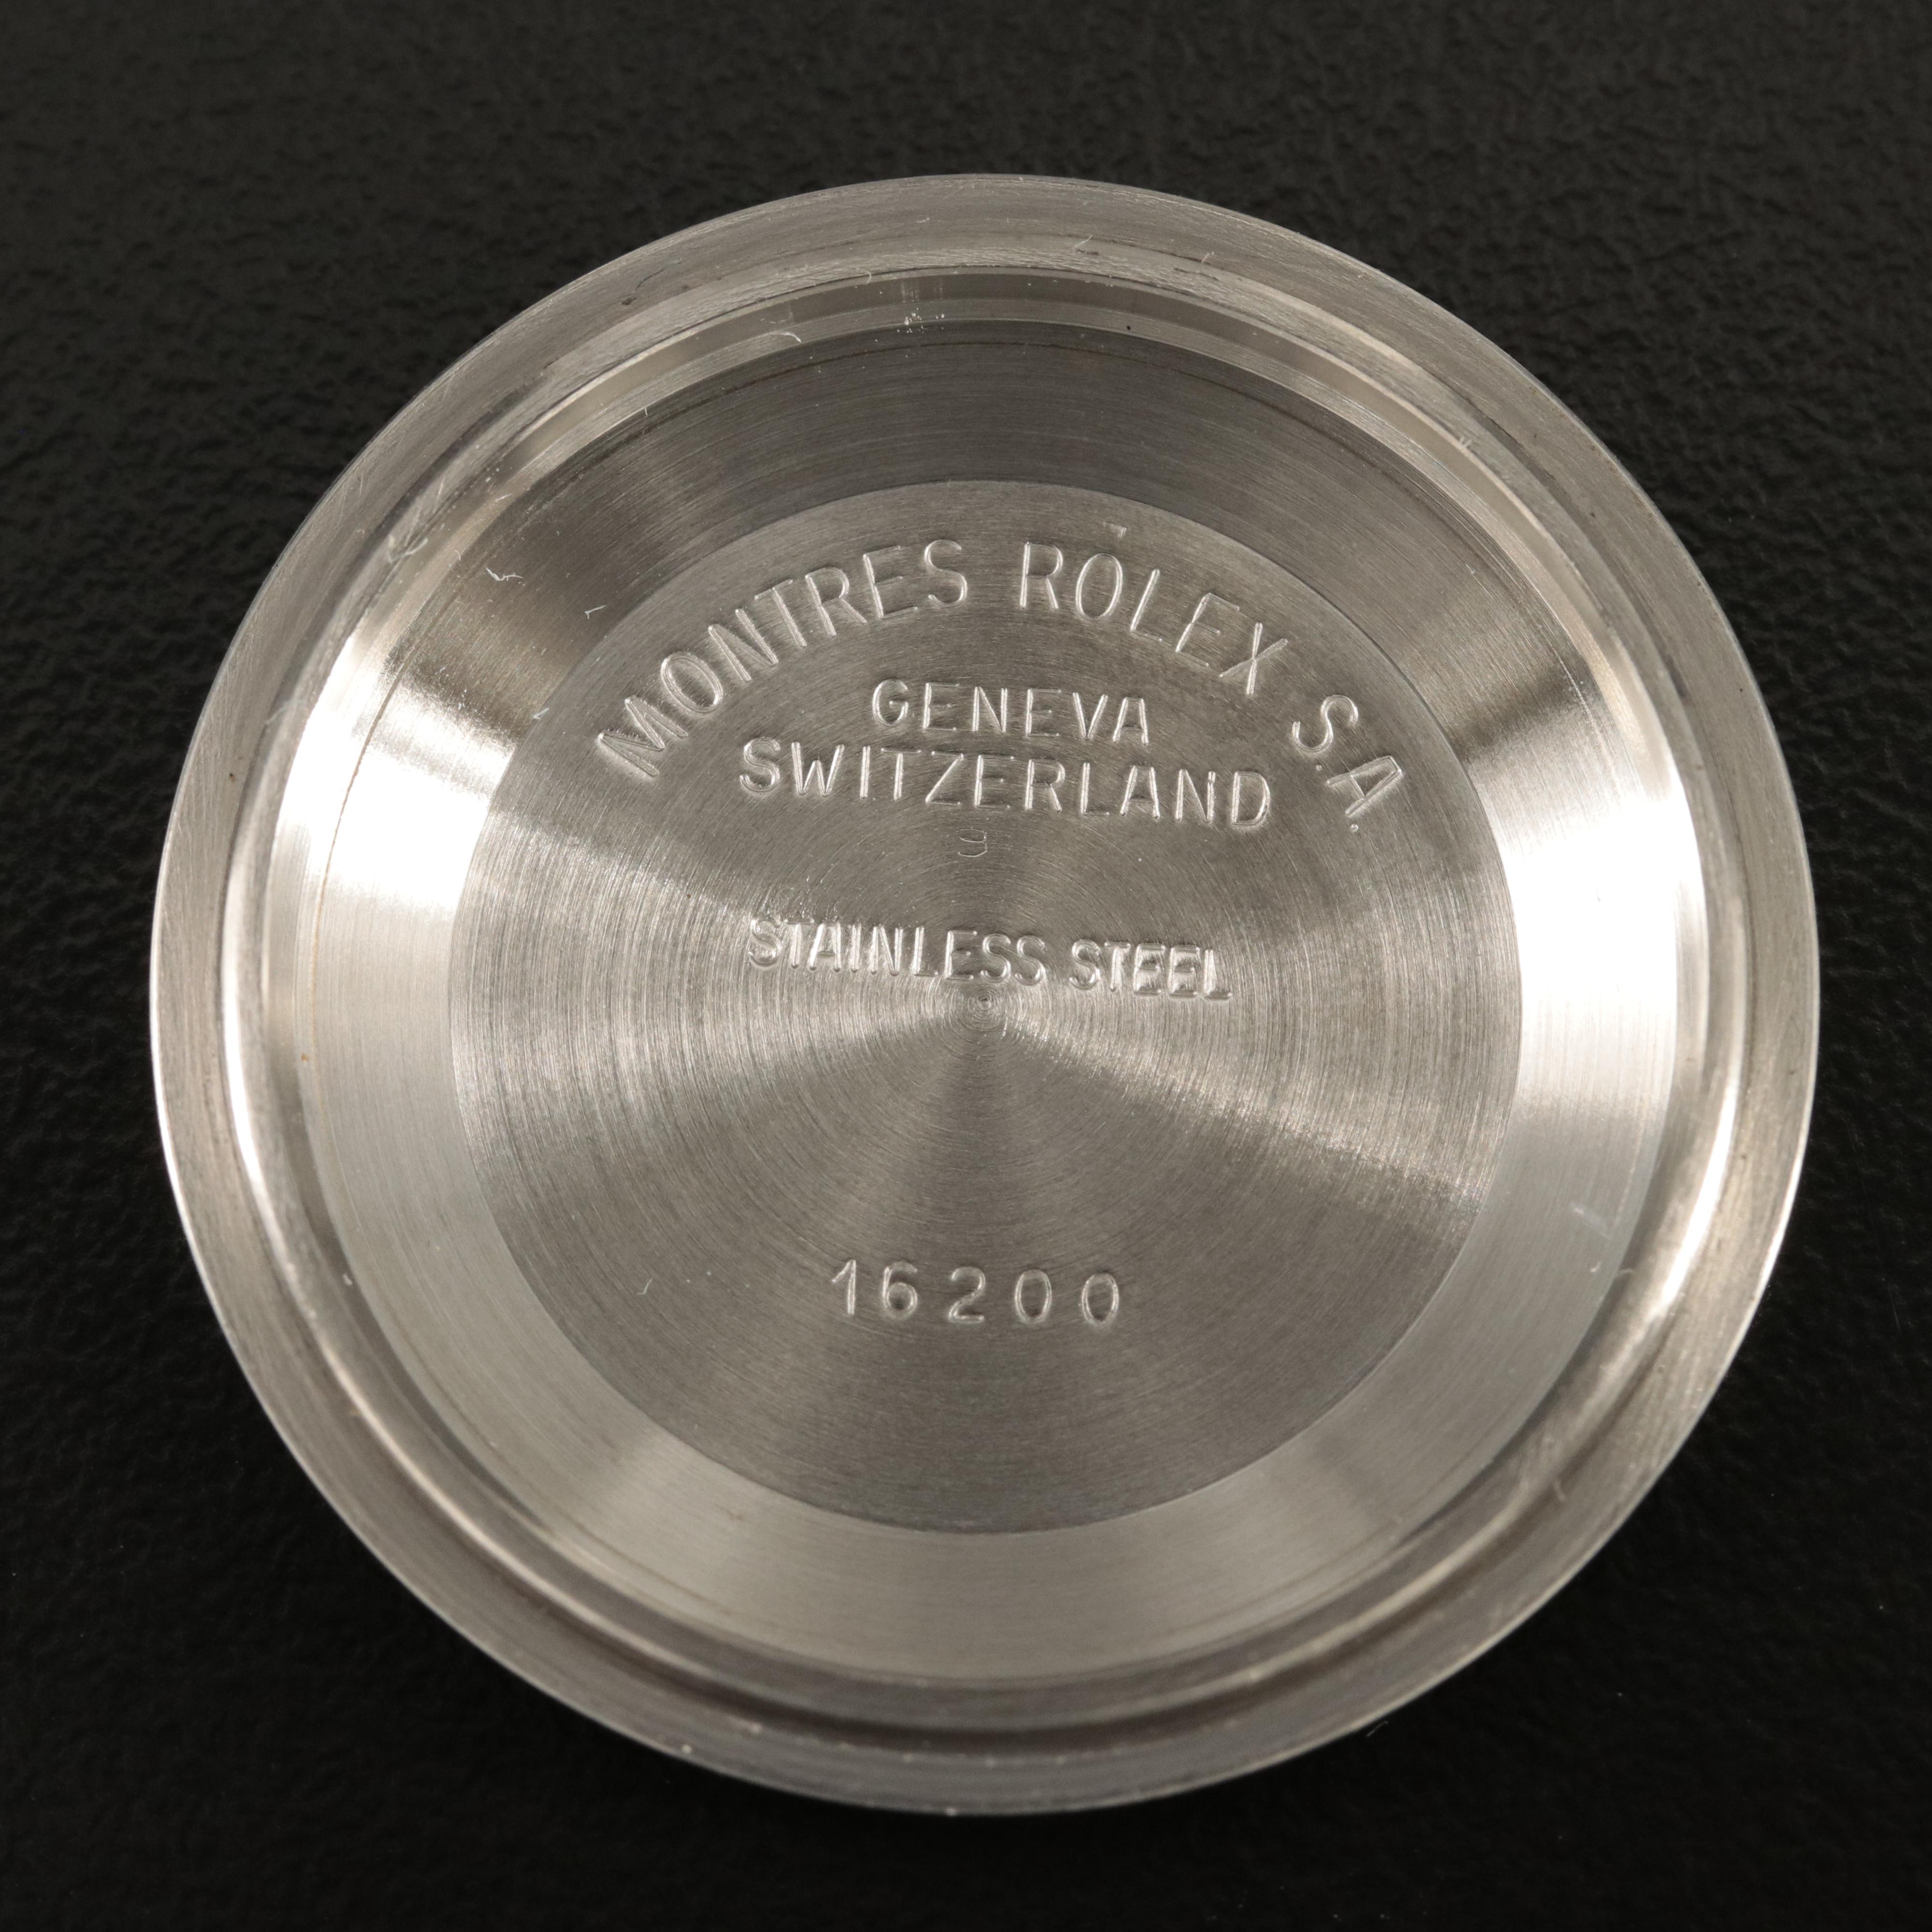 MONTRES ROLEX S.A.
GENEVA
SWITZERLAND
STAINLESS STEEL
16200